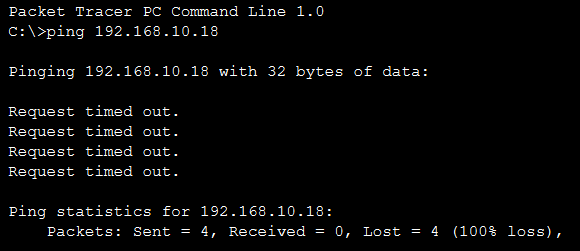 Packet Tracer PC Command Line 1.0
C:\>ping 192.168.10.18
Pinging 192.168.10.18 with 32 bytes of data:
Request timed out.
Request timed out.
Request timed out.
Request timed out.
Ping statistics for 192.168.10.18:
    Packets: Sent = 4, Received = 0, Lost = 4 (100% loss),